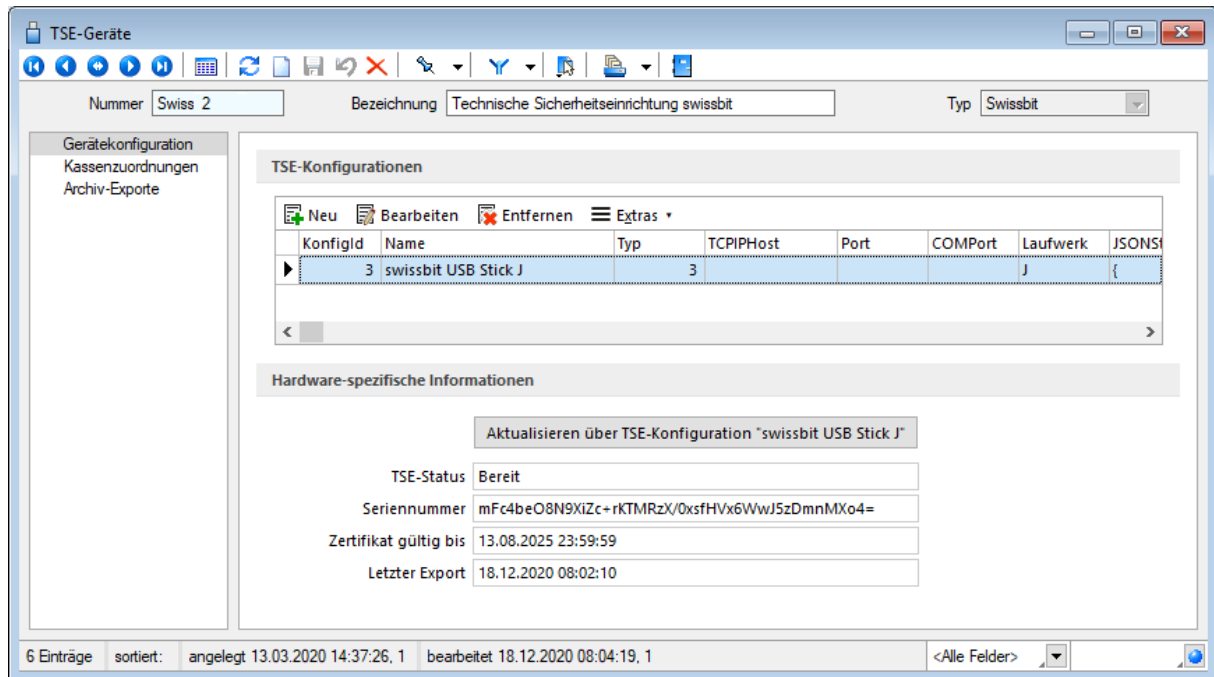 TSE-Geräte
Nummer Swiss 2 Bezeichnung Technische Sicherheitseinrichtung swissbit Typ Swissbit
Gerätekonfiguration
Kassenzuordnungen
Archiv-Exporte
TSE-Konfigurationen
Neu Bearbeiten Entfernen Extras
KonfigId Name Typ TCPIPHost Port COMPort Laufwerk JSONSt
3 swissbit USB Stick J 3 J {
Hardware-spezifische Informationen
Aktualisieren über TSE-Konfiguration "swissbit USB Stick J"
TSE-Status Bereit
Seriennummer mFc4beO8N9XiZc+rKTMRzX/0xsfHVx6WwJ5zDmnMXo4=
Zertifikat gültig bis 13.08.2025 23:59:59
Letzter Export 18.12.2020 08:02:10
6 Einträge sortiert: angelegt 13.03.2020 14:37:26, 1 bearbeitet 18.12.2020 08:04:19, 1 <Alle Felder>